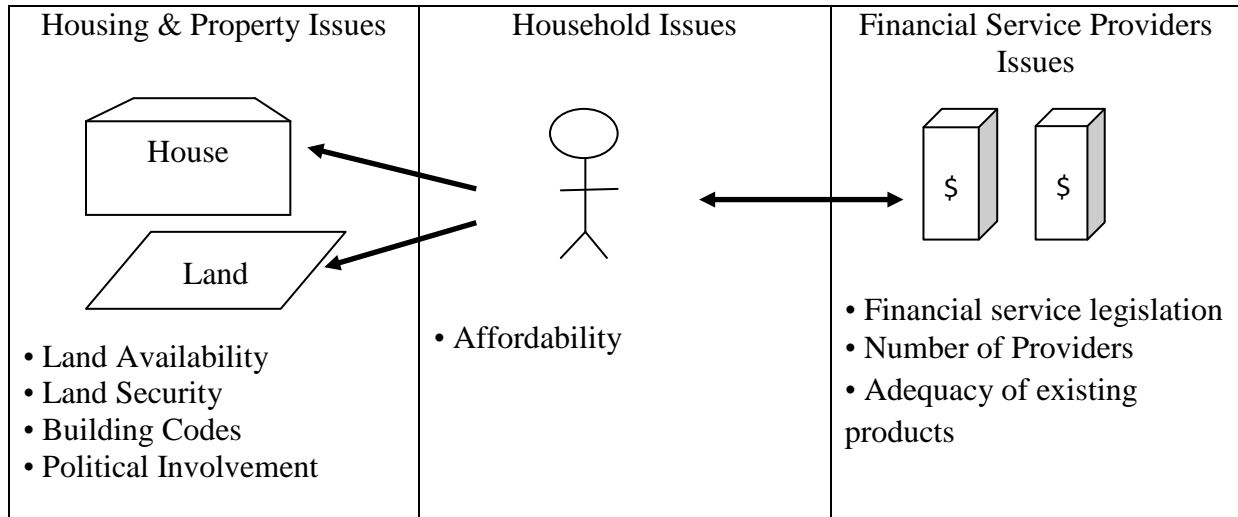 Housing & Property Issues
House
Land
• Land Availability
• Land Security
• Building Codes
• Political Involvement
Household Issues
• Affordability
Financial Service Providers
Issues
$
$
• Financial service legislation
• Number of Providers
• Adequacy of existing
products